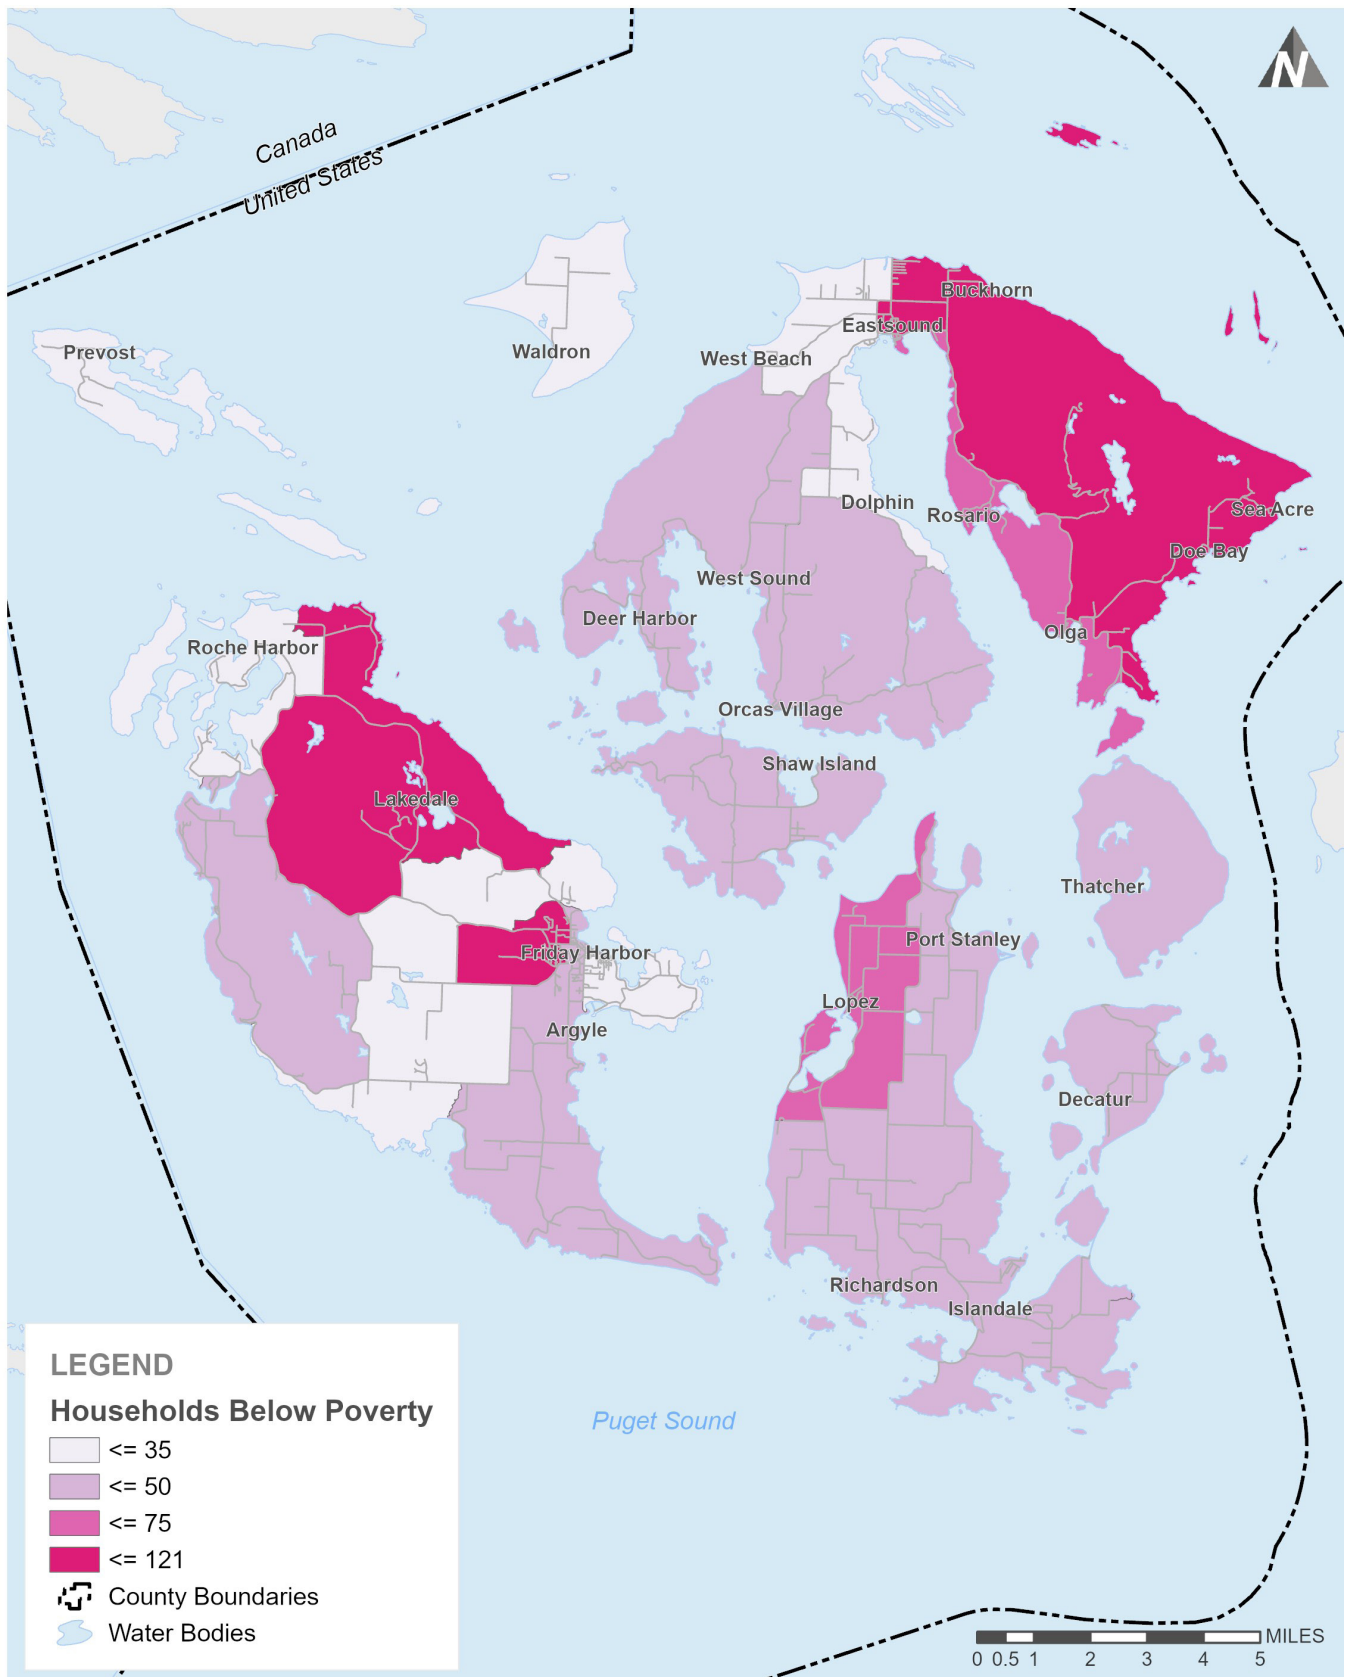 N
Canada
United States
Buckhorn
Eastsound
Prevost
Waldron
West Beach
Dolphin
Rosario
Sea Acre
Doe Bay
West Sound
Deer Harbor
Olga
Roche Harbor
Orcas Village
Shaw Island
Lakedale
Thatcher
Port Stanley
Friday Harbor
Lopez
Argyle
Decatur
Richardson
Islandale
Puget Sound
LEGEND
Households Below Poverty
<= 35
<= 50
<= 75
<= 121
County Boundaries
Water Bodies
MILES
0 0.5 1 2 3 4 5